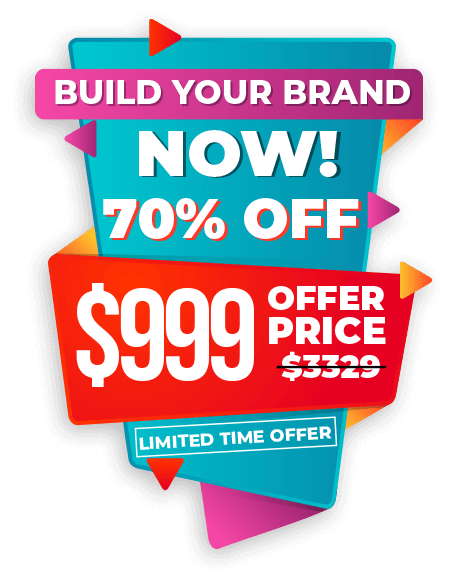 BUILD YOUR BRAND
NOW!
70% OFF
$999
OFFER
PRICE
$3329
LIMITED TIME OFFER